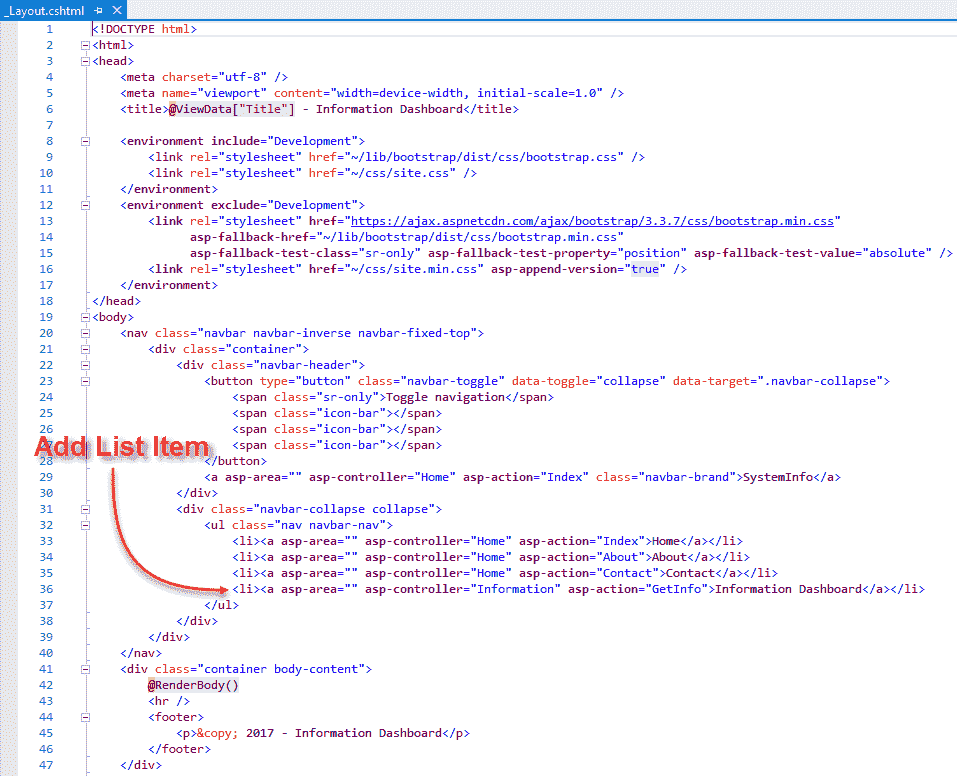 _Layout.cshtml
1 <!DOCTYPE html>
2 <html>
3 <head>
4 <meta charset="utf-8" />
5 <meta name="viewport" content="width=device-width, initial-scale=1.0" />
6 <title>@ViewData["Title"] - Information Dashboard</title>
7
8 <environment include="Development">
9 <link rel="stylesheet" href="~/lib/bootstrap/dist/css/bootstrap.css" />
10 <link rel="stylesheet" href="~/css/site.css" />
11 </environment>
12 <environment exclude="Development">
13 <link rel="stylesheet" href="https://ajax.aspnetcdn.com/ajax/bootstrap/3.3.7/css/bootstrap.min.css"
14 asp-fallback-href="~/lib/bootstrap/dist/css/bootstrap.min.css"
15 asp-fallback-test-class="sr-only" asp-fallback-test-property="position" asp-fallback-test-value="absolute" />
16 <link rel="stylesheet" href="~/css/site.min.css" asp-append-version="true" />
17 </environment>
18 </head>
19 <body>
20 <nav class="navbar navbar-inverse navbar-fixed-top">
21 <div class="container">
22 <div class="navbar-header">
23 <button type="button" class="navbar-toggle" data-toggle="collapse" data-target=".navbar-collapse">
24 <span class="sr-only">Toggle navigation</span>
25 <span class="icon-bar"></span>
26 <span class="icon-bar"></span>
27 <span class="icon-bar"></span>
Add List Item
28 </button>
29 <a asp-area="" asp-controller="Home" asp-action="Index" class="navbar-brand">SystemInfo</a>
30 </div>
31 <div class="navbar-collapse collapse">
32 <ul class="nav navbar-nav">
33 <li><a asp-area="" asp-controller="Home" asp-action="Index">Home</a></li>
34 <li><a asp-area="" asp-controller="Home" asp-action="About">About</a></li>
35 <li><a asp-area="" asp-controller="Home" asp-action="Contact">Contact</a></li>
36 <li><a asp-area="" asp-controller="Information" asp-action="GetInfo">Information Dashboard</a></li>
37 </ul>
38 </div>
39 </div>
40 </nav>
41 <div class="container body-content">
42 @RenderBody()
43 <hr />
44 <footer>
45 <p>&copy; 2017 - Information Dashboard</p>
46 </footer>
47 </div>